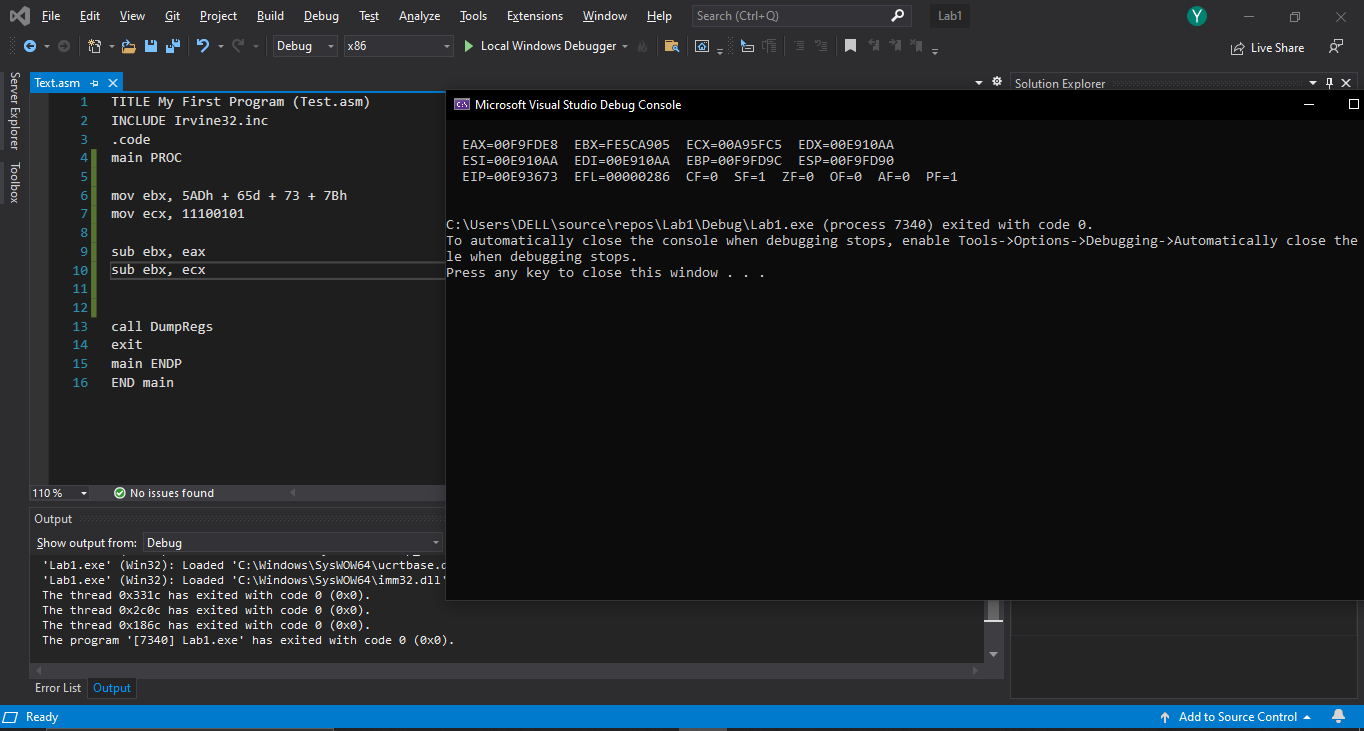 File Edit View Git Project Build Debug Test Analyze Tools Extensions Window Help Search (Ctrl+Q) Lab1 Y
Debug x86 Local Windows Debugger Live Share
Server Explorer
Toolbox
Text.asm
Solution Explorer
1 TITLE My First Program (Test.asm)
2 INCLUDE Irvine32.inc
3 .code
4 main PROC
5
6 mov ebx, 5ADh + 65d + 73 + 7Bh
7 mov ecx, 11100101
8
9 sub ebx, eax
10 sub ebx, ecx
11
12
13 call DumpRegs
14 exit
15 main ENDP
16 END main
C:\ Microsoft Visual Studio Debug Console
EAX=00F9FDE8 EBX=FE5CA905 ECX=00A95FC5 EDX=00E910AA
ESI=00E910AA EDI=00E910AA EBP=00F9FD9C ESP=00F9FD90
EIP=00E93673 EFL=00000286 CF=0 SF=1 ZF=0 OF=0 AF=0 PF=1
C:\Users\DELL\source\repos\Lab1\Debug\Lab1.exe (process 7340) exited with code 0.
To automatically close the console when debugging stops, enable Tools->Options->Debugging->Automatically close the
le when debugging stops.
Press any key to close this window . . .
110 % No issues found
Output
Show output from: Debug
'Lab1.exe' (Win32): Loaded 'C:\Windows\SysWOW64\ucrtbase.d
'Lab1.exe' (Win32): Loaded 'C:\Windows\SysWOW64\imm32.dll'
The thread 0x331c has exited with code 0 (0x0).
The thread 0x2c0c has exited with code 0 (0x0).
The thread 0x186c has exited with code 0 (0x0).
The program '[7340] Lab1.exe' has exited with code 0 (0x0).
Error List Output
Ready Add to Source Control